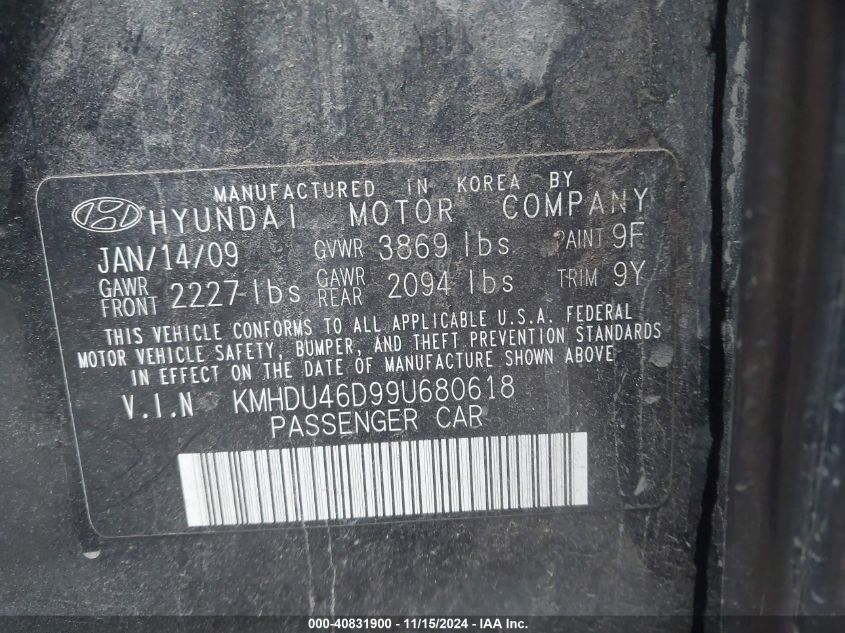 MANUFACTURED IN KOREA BY
HYUNDAI MOTOR COMPANY
JAN/14/09 GVWR 3869 lbs PAINT 9F
GAWR FRONT 2227 lbs GAWR REAR 2094 lbs TRIM 9Y
THIS VEHICLE CONFORMS TO ALL APPLICABLE U.S.A. FEDERAL
MOTOR VEHICLE SAFETY, BUMPER, AND THEFT PREVENTION STANDARDS
IN EFFECT ON THE DATE OF MANUFACTURE SHOWN ABOVE
V.I.N KMHDU46D99U680618
PASSENGER CAR
000-40831900 - 11/15/2024 - IAA Inc.